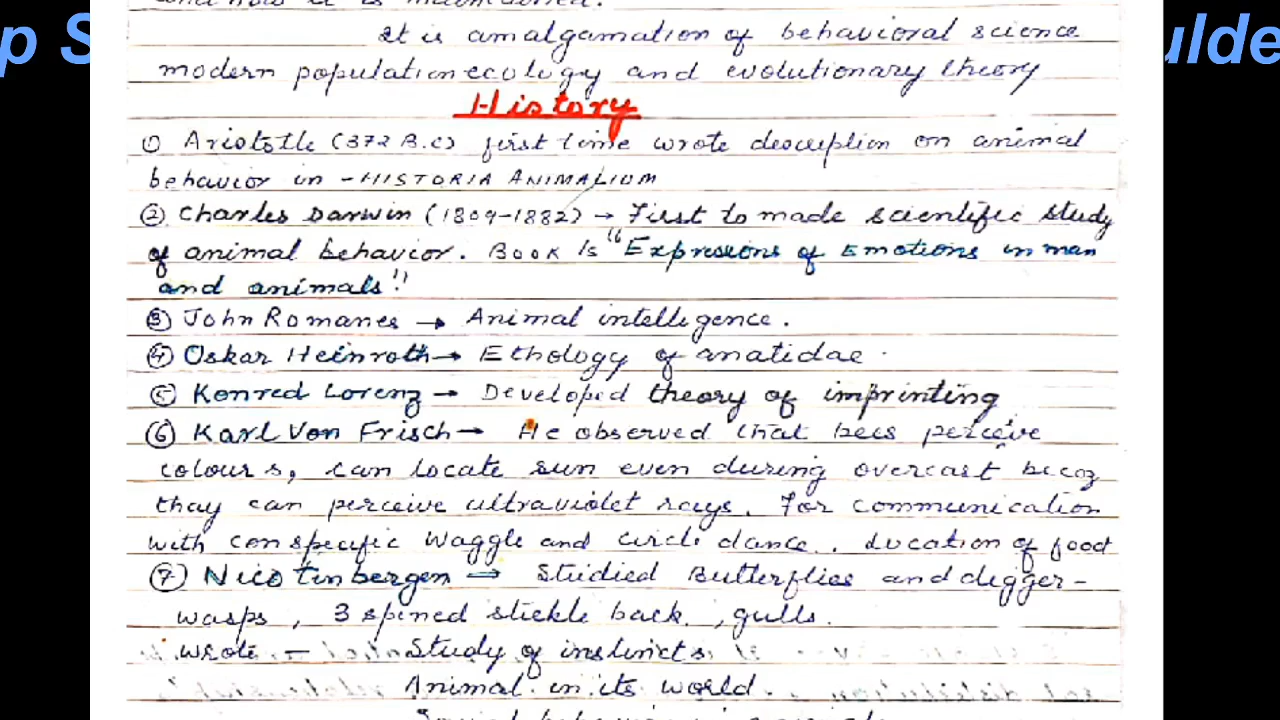 It is amalgamation of behavioral science
p S
ulde
modern population ecology and evolutionary theory
History
① Aristotle (372 B.C) first time wrote description on animal
behavior in - HISTORIA ANIMALIUM
② Charles Darwin (1809-1882) → First to made scientific study
of animal behavior. Book is "Expressions of Emotions in man
and animals"
③ John Romanes → Animal intellegence.
④ Oskar Heinroth → Ethology of anatidae.
⑤ Konred Lorenz → Developed theory of imprinting
⑥ Karl Von Frisch → He observed that bees perceive
colours, can locate sun even during overcast becoz
thay can perceive ultraviolet rays. For communication
with conspecific waggle and circle dance. Location of food
⑦ Nico tinbergen → Studied Butterflies and digger-
wasps, 3 spined stickle back, gulls.
wrote - Study of instincts
Animal in its world.